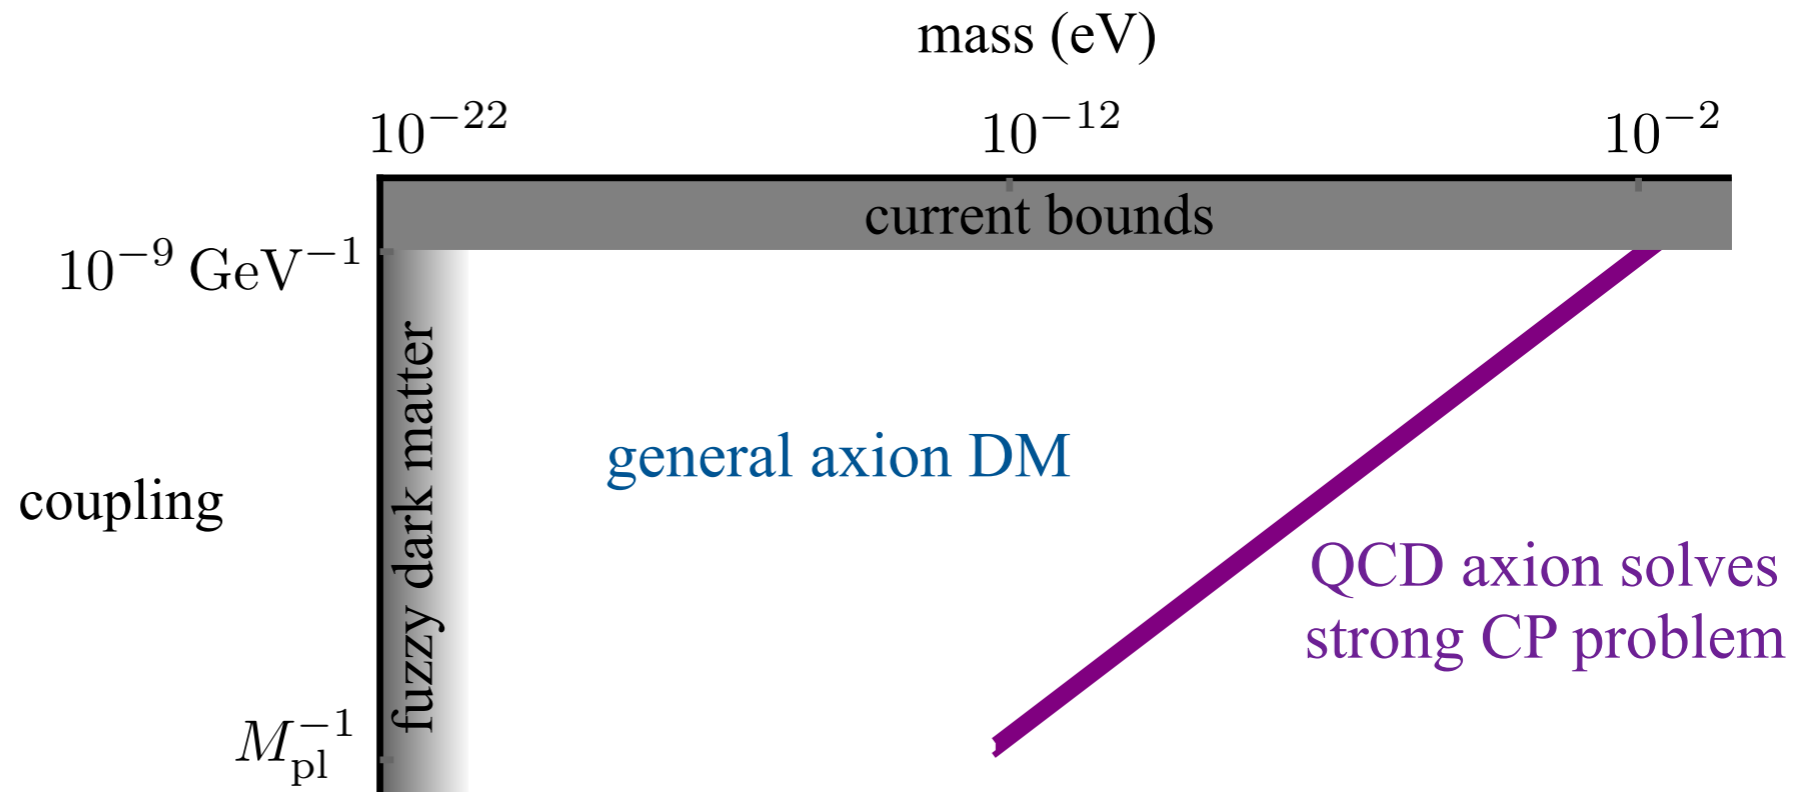 mass (eV)
10⁻²² 10⁻¹² 10⁻²
current bounds
10⁻⁹ GeV⁻¹
fuzzy dark matter
general axion DM
coupling
QCD axion solves
strong CP problem
M_pl⁻¹